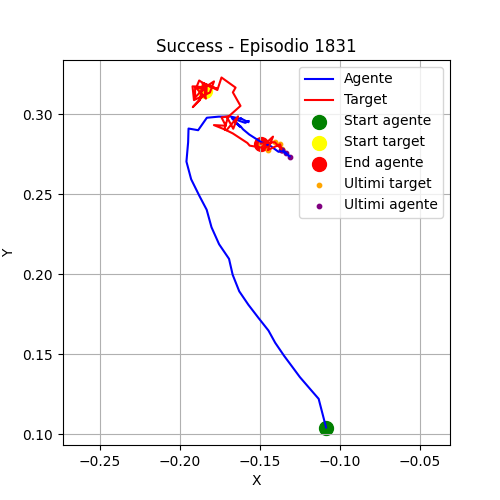 Success - Episodio 1831
Agente
Target
Start agente
Start target
End agente
Ultimi target
Ultimi agente
0.30
0.25
0.20
0.15
0.10
Y
−0.25 −0.20 −0.15 −0.10 −0.05
X